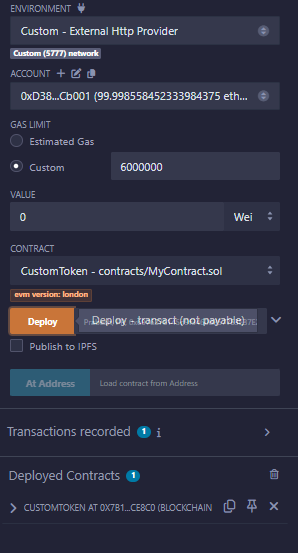 ENVIRONMENT
Custom - External Http Provider
Custom (5777) network
ACCOUNT
0xD38...Cb001 (99.998558452333984375 eth...
GAS LIMIT
Estimated Gas
Custom
6000000
VALUE
0
Wei
CONTRACT
CustomToken - contracts/MyContract.sol
evm version: london
Deploy
Deploy - transact (not payable)
Publish to IPFS
At Address
Load contract from Address
Transactions recorded 1 i
Deployed Contracts 1
CUSTOMTOKEN AT 0X7B1...CE8C0 (BLOCKCHAIN